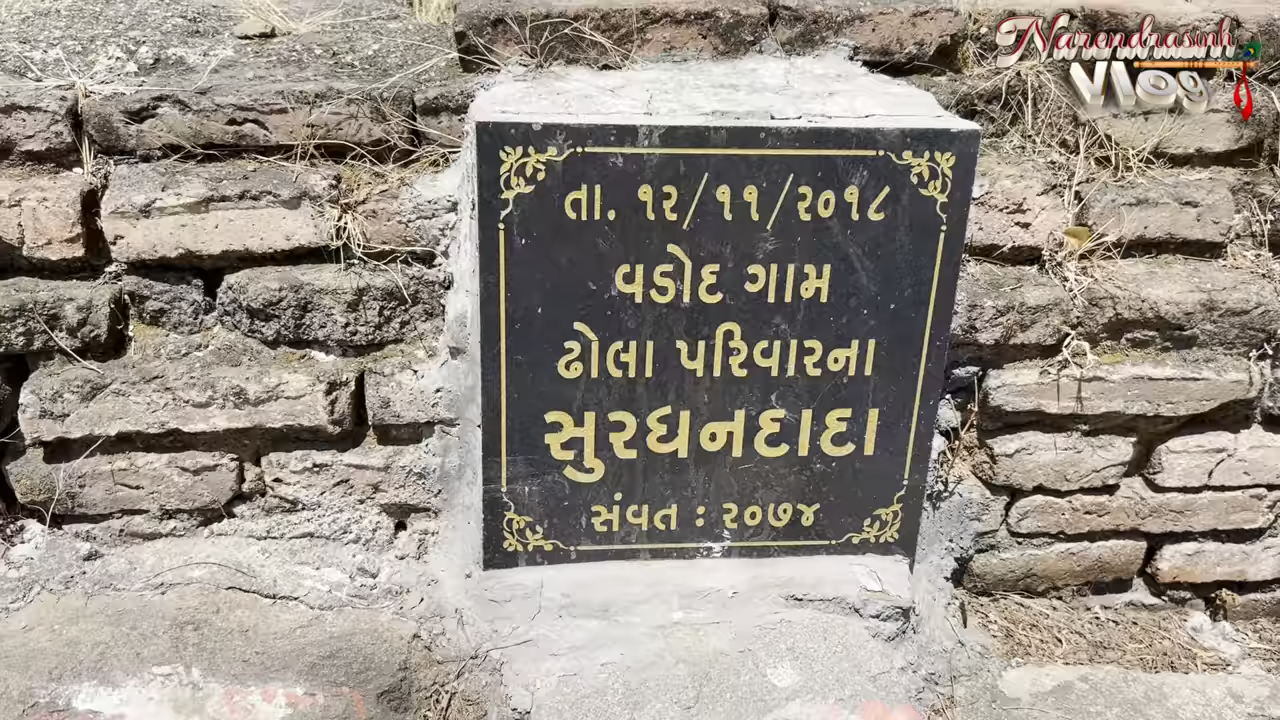 Narendrasinh
Vlog
તા. ૧૨/૧૧/૨૦૧૮
વડોદ ગામ
ઢોલા પરિવારના
સુરધનદાદા
સંવત : ૨૦૭૪